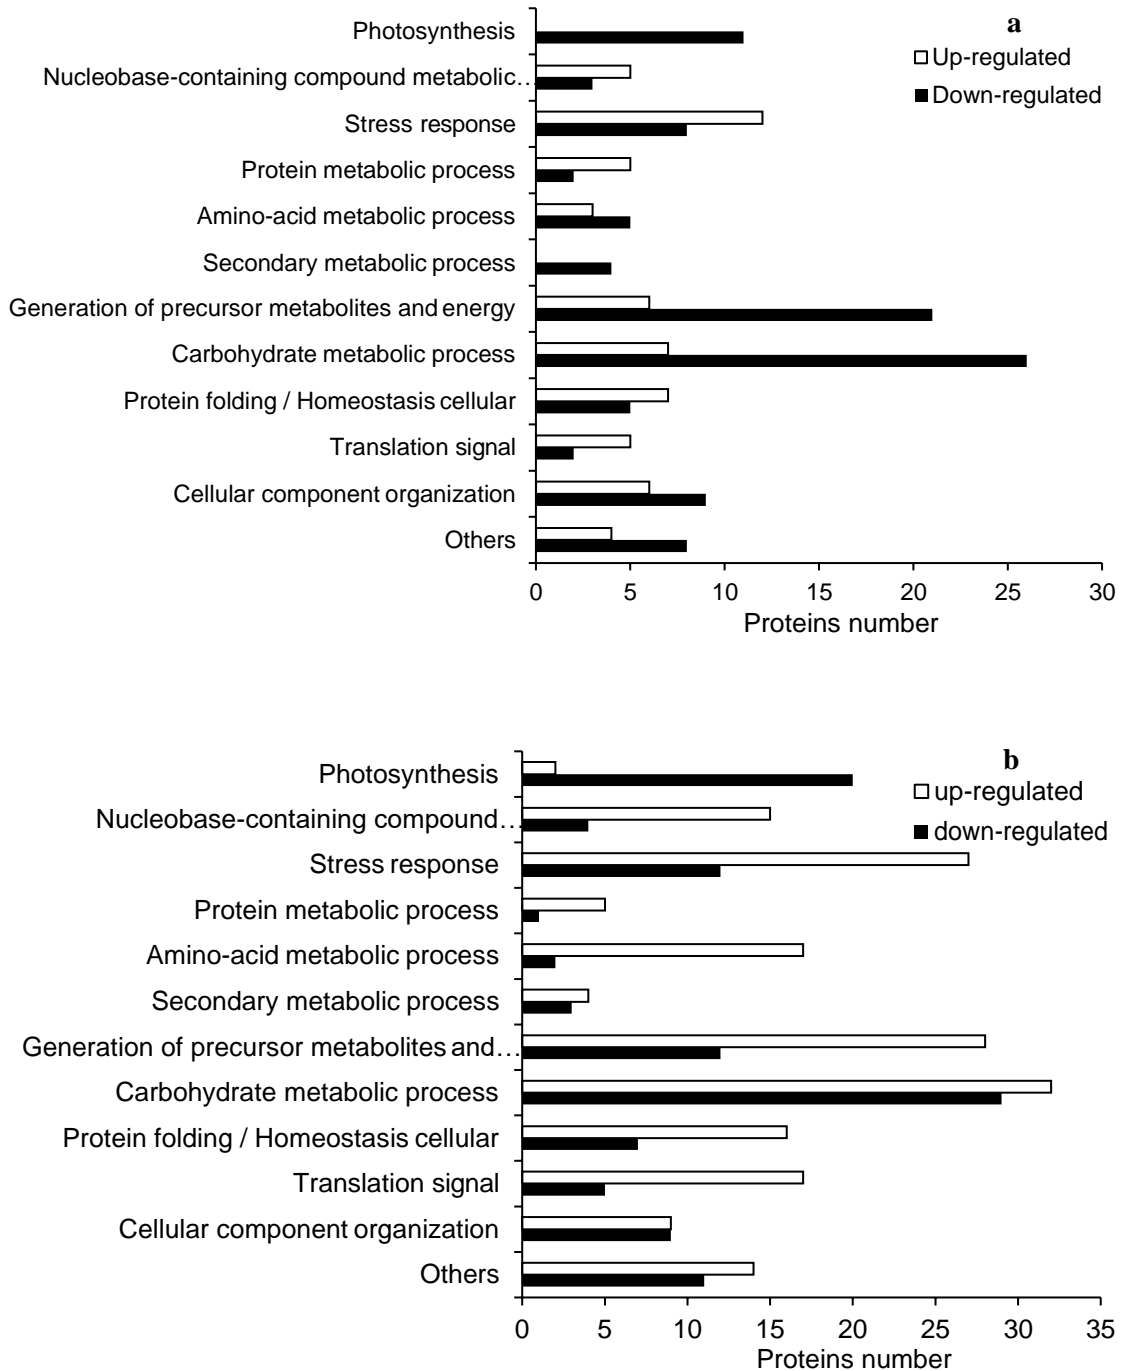 a
Up-regulated
Down-regulated
Photosynthesis
Nucleobase-containing compound metabolic…
Stress response
Protein metabolic process
Amino-acid metabolic process
Secondary metabolic process
Generation of precursor metabolites and energy
Carbohydrate metabolic process
Protein folding / Homeostasis cellular
Translation signal
Cellular component organization
Others
0 5 10 15 20 25 30
Proteins number
b
up-regulated
down-regulated
Photosynthesis
Nucleobase-containing compound…
Stress response
Protein metabolic process
Amino-acid metabolic process
Secondary metabolic process
Generation of precursor metabolites and…
Carbohydrate metabolic process
Protein folding / Homeostasis cellular
Translation signal
Cellular component organization
Others
0 5 10 15 20 25 30 35
Proteins number